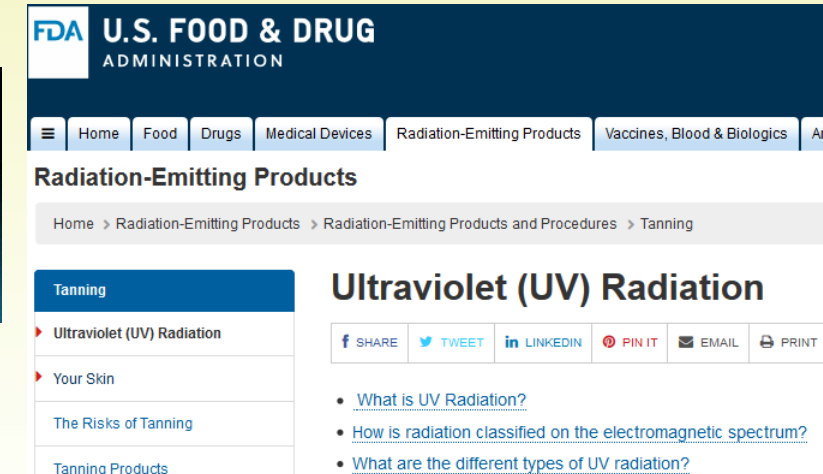 FDA U.S. FOOD & DRUG
ADMINISTRATION
Home Food Drugs Medical Devices Radiation-Emitting Products Vaccines, Blood & Biologics
Radiation-Emitting Products
Home > Radiation-Emitting Products > Radiation-Emitting Products and Procedures > Tanning
Tanning
Ultraviolet (UV) Radiation
Your Skin
The Risks of Tanning
Tanning Products
Ultraviolet (UV) Radiation
f SHARE TWEET in LINKEDIN PIN IT EMAIL PRINT
• What is UV Radiation?
• How is radiation classified on the electromagnetic spectrum?
• What are the different types of UV radiation?